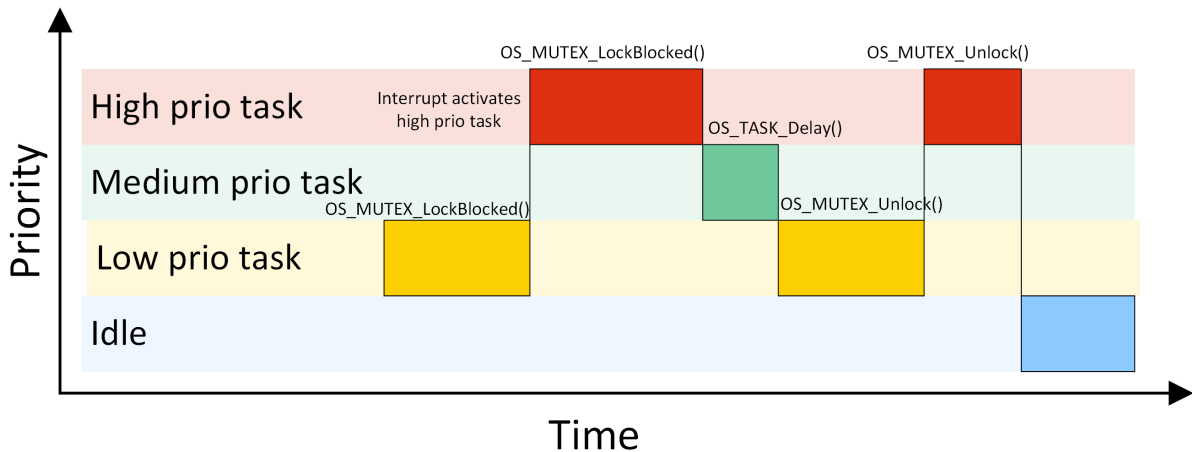 OS_MUTEX_LockBlocked()
OS_MUTEX_Unlock()
High prio task
Interrupt activates
high prio task
OS_TASK_Delay()
Medium prio task
OS_MUTEX_LockBlocked()
OS_MUTEX_Unlock()
Low prio task
Idle
Priority
Time